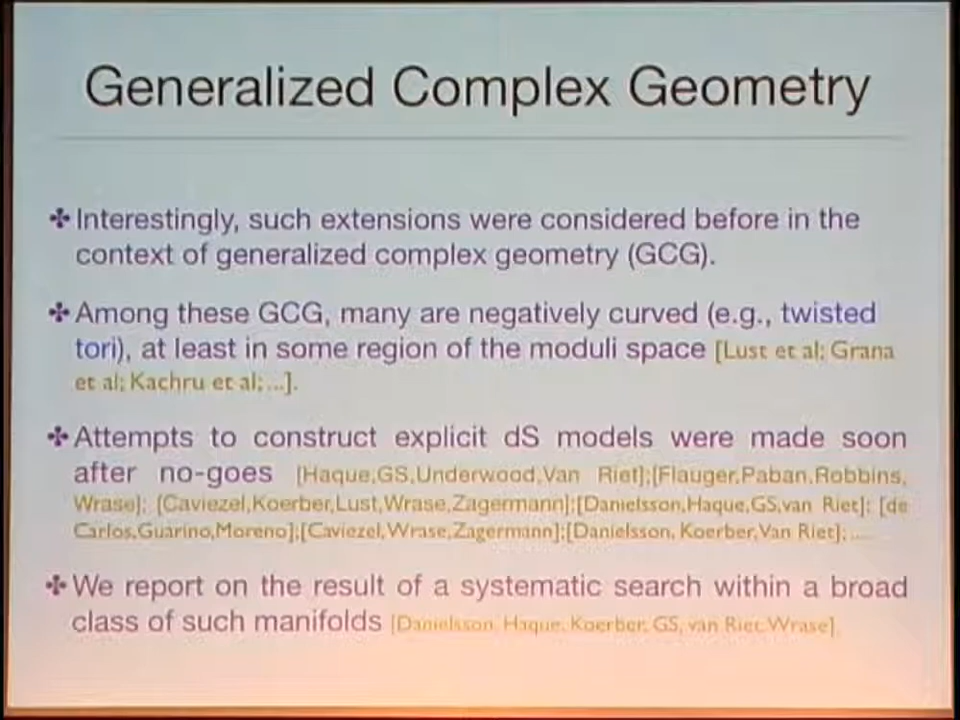 Generalized Complex Geometry
✤ Interestingly, such extensions were considered before in the
context of generalized complex geometry (GCG).
✤ Among these GCG, many are negatively curved (e.g., twisted
tori), at least in some region of the moduli space [Lust et al; Grana
et al; Kachru et al; ...].
✤ Attempts to construct explicit dS models were made soon
after no-goes [Haque,GS,Underwood,Van Riet];[Flauger,Paban,Robbins,
Wrase]; [Caviezel,Koerber,Lust,Wrase,Zagermann];[Danielsson,Haque,GS,van Riet]; [de
Carlos,Guarino,Moreno];[Caviezel,Wrase,Zagermann];[Danielsson, Koerber,Van Riet]; ....
✤ We report on the result of a systematic search within a broad
class of such manifolds [Danielsson, Haque, Koerber, GS, van Riet,Wrase]